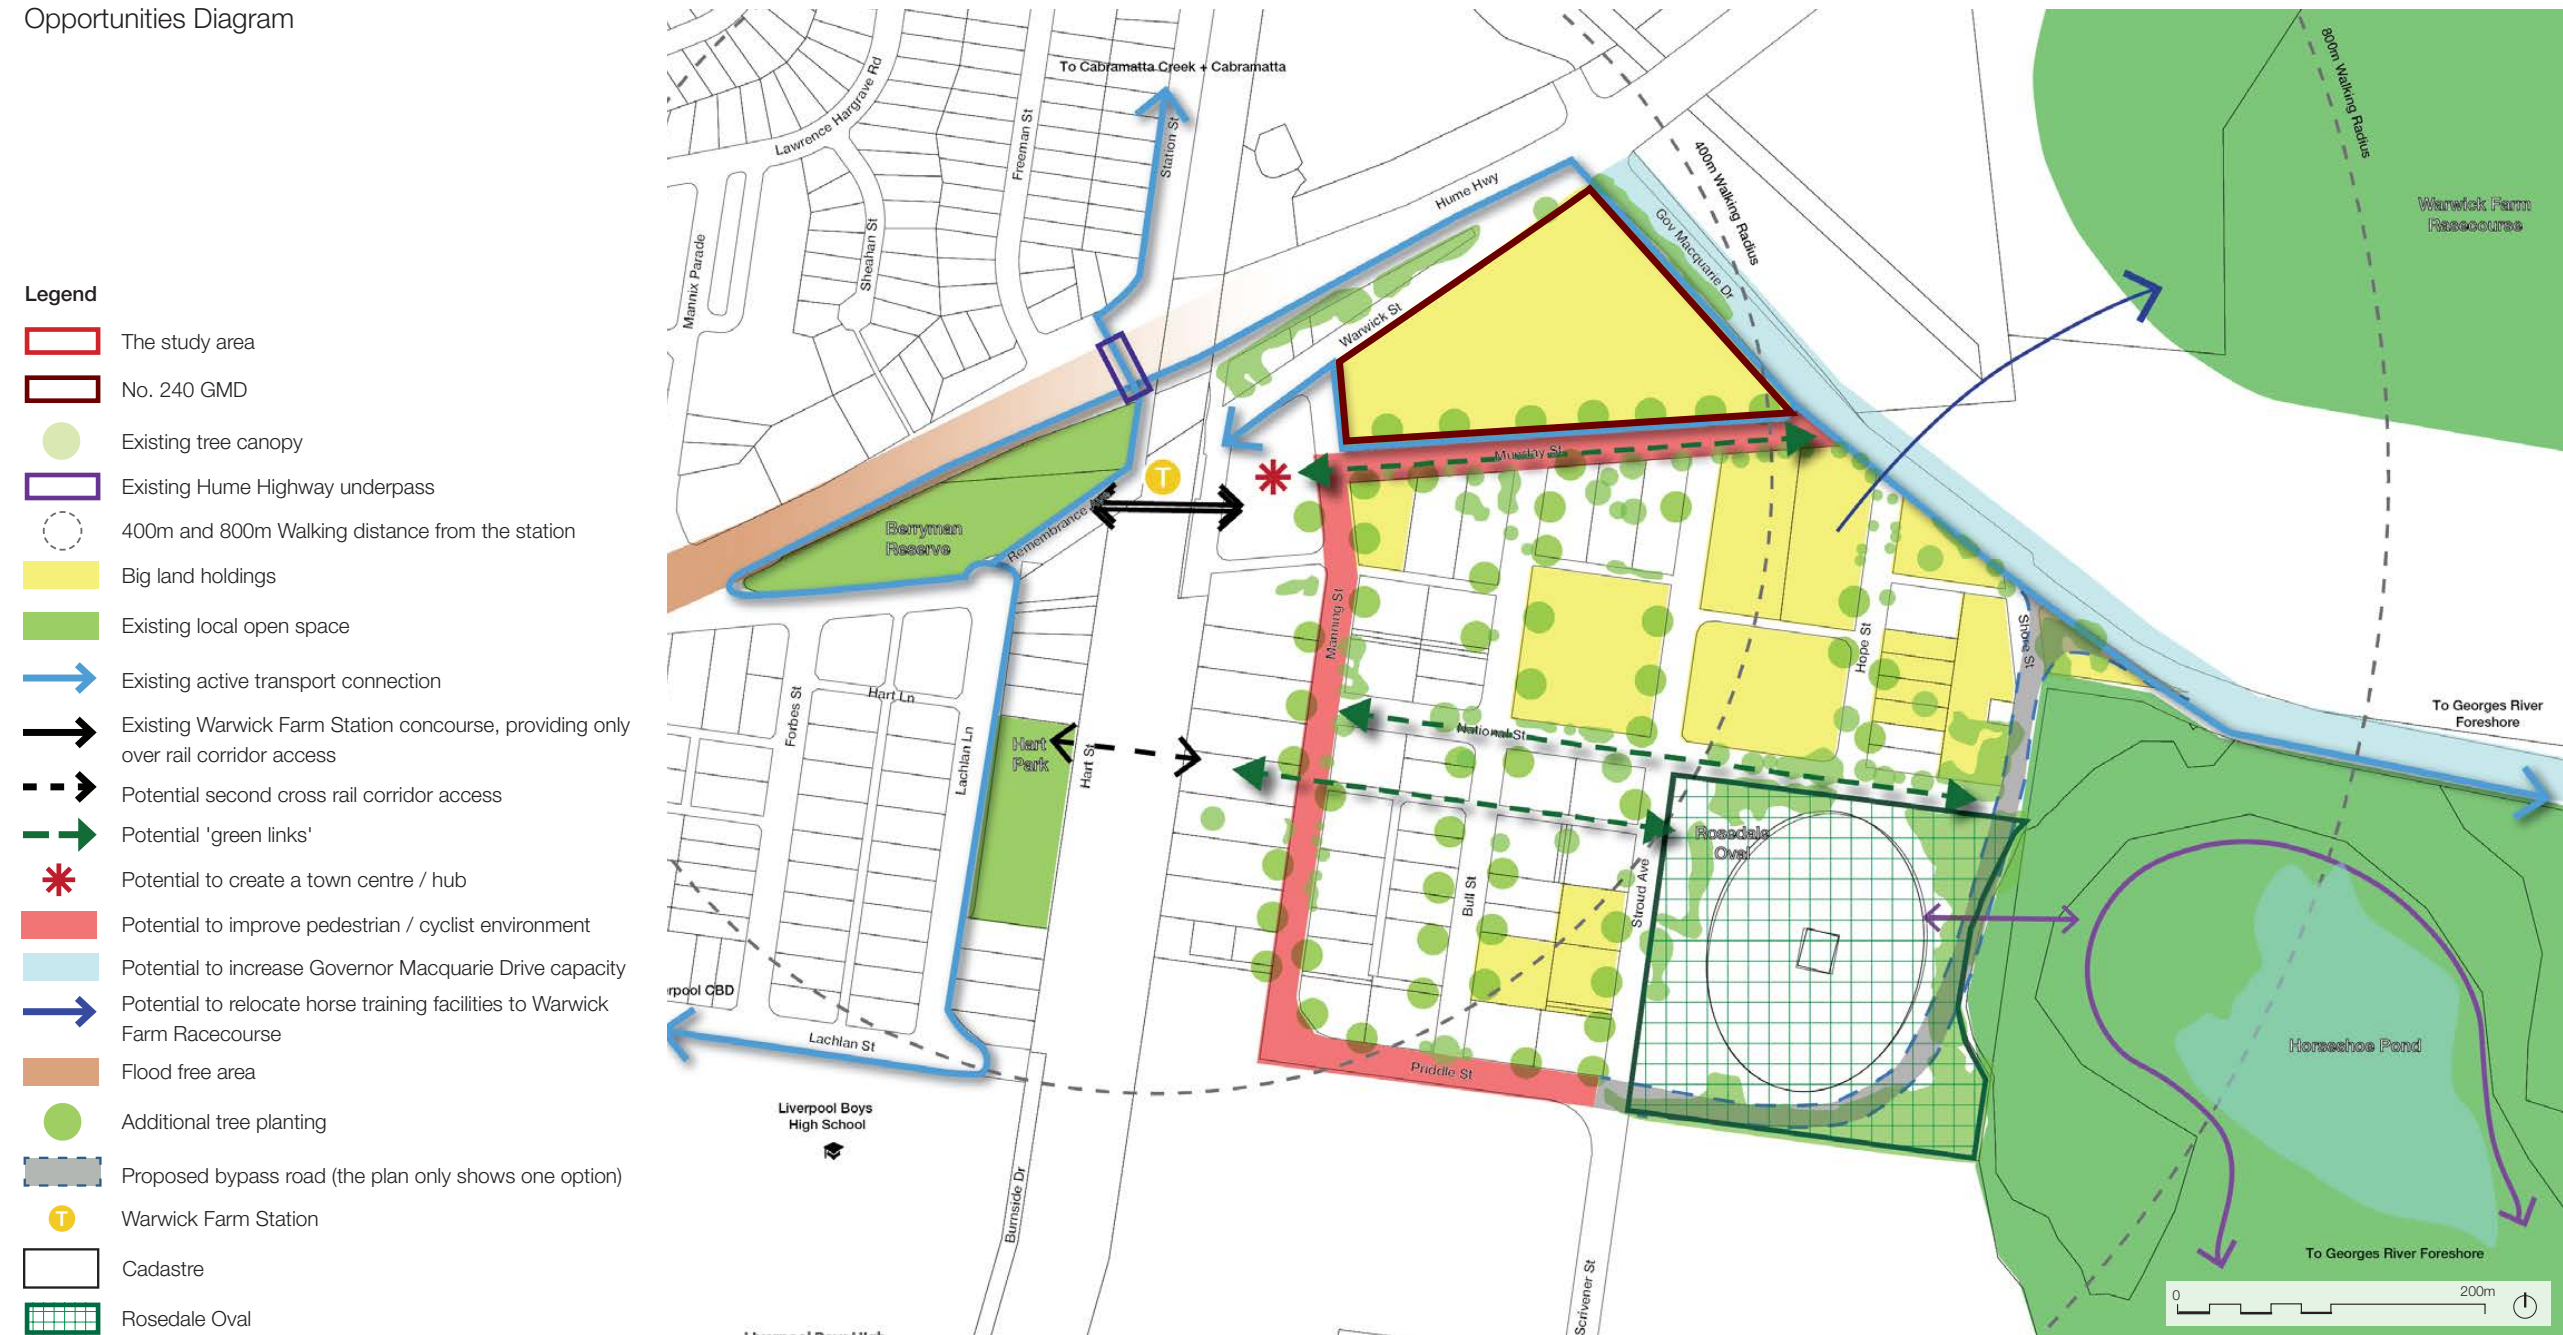 Opportunities Diagram
Legend
The study area
No. 240 GMD
Existing tree canopy
Existing Hume Highway underpass
400m and 800m Walking distance from the station
Big land holdings
Existing local open space
Existing active transport connection
Existing Warwick Farm Station concourse, providing only
over rail corridor access
Potential second cross rail corridor access
Potential 'green links'
Potential to create a town centre / hub
Potential to improve pedestrian / cyclist environment
Potential to increase Governor Macquarie Drive capacity
Potential to relocate horse training facilities to Warwick
Farm Racecourse
Flood free area
Additional tree planting
Proposed bypass road (the plan only shows one option)
T
Warwick Farm Station
Cadastre
Rosedale Oval
To Cabramatta Creek + Cabramatta
Lawrence Hargrave Rd
Freeman St
Station St
Mannix Parade
Sheahan St
Hume Hwy
Warwick St
Gov Macquarie Dr
400m Walking Radius
800m Walking Radius
Warwick Farm
Rasecourse
Munday St
T
Berryman
Reserve
Remembrance Ave
Manning St
Hope St
Shore St
To Georges River
Foreshore
Forbes St
Hart Ln
Lachlan Ln
Hart
Park
Hart St
National St
Rosedale
Oval
Stroud Ave
Bull St
rpool CBD
Lachlan St
Priddle St
Horseshoe Pond
Liverpool Boys
High School
Burnside Dr
Scrivener St
To Georges River Foreshore
0
200m